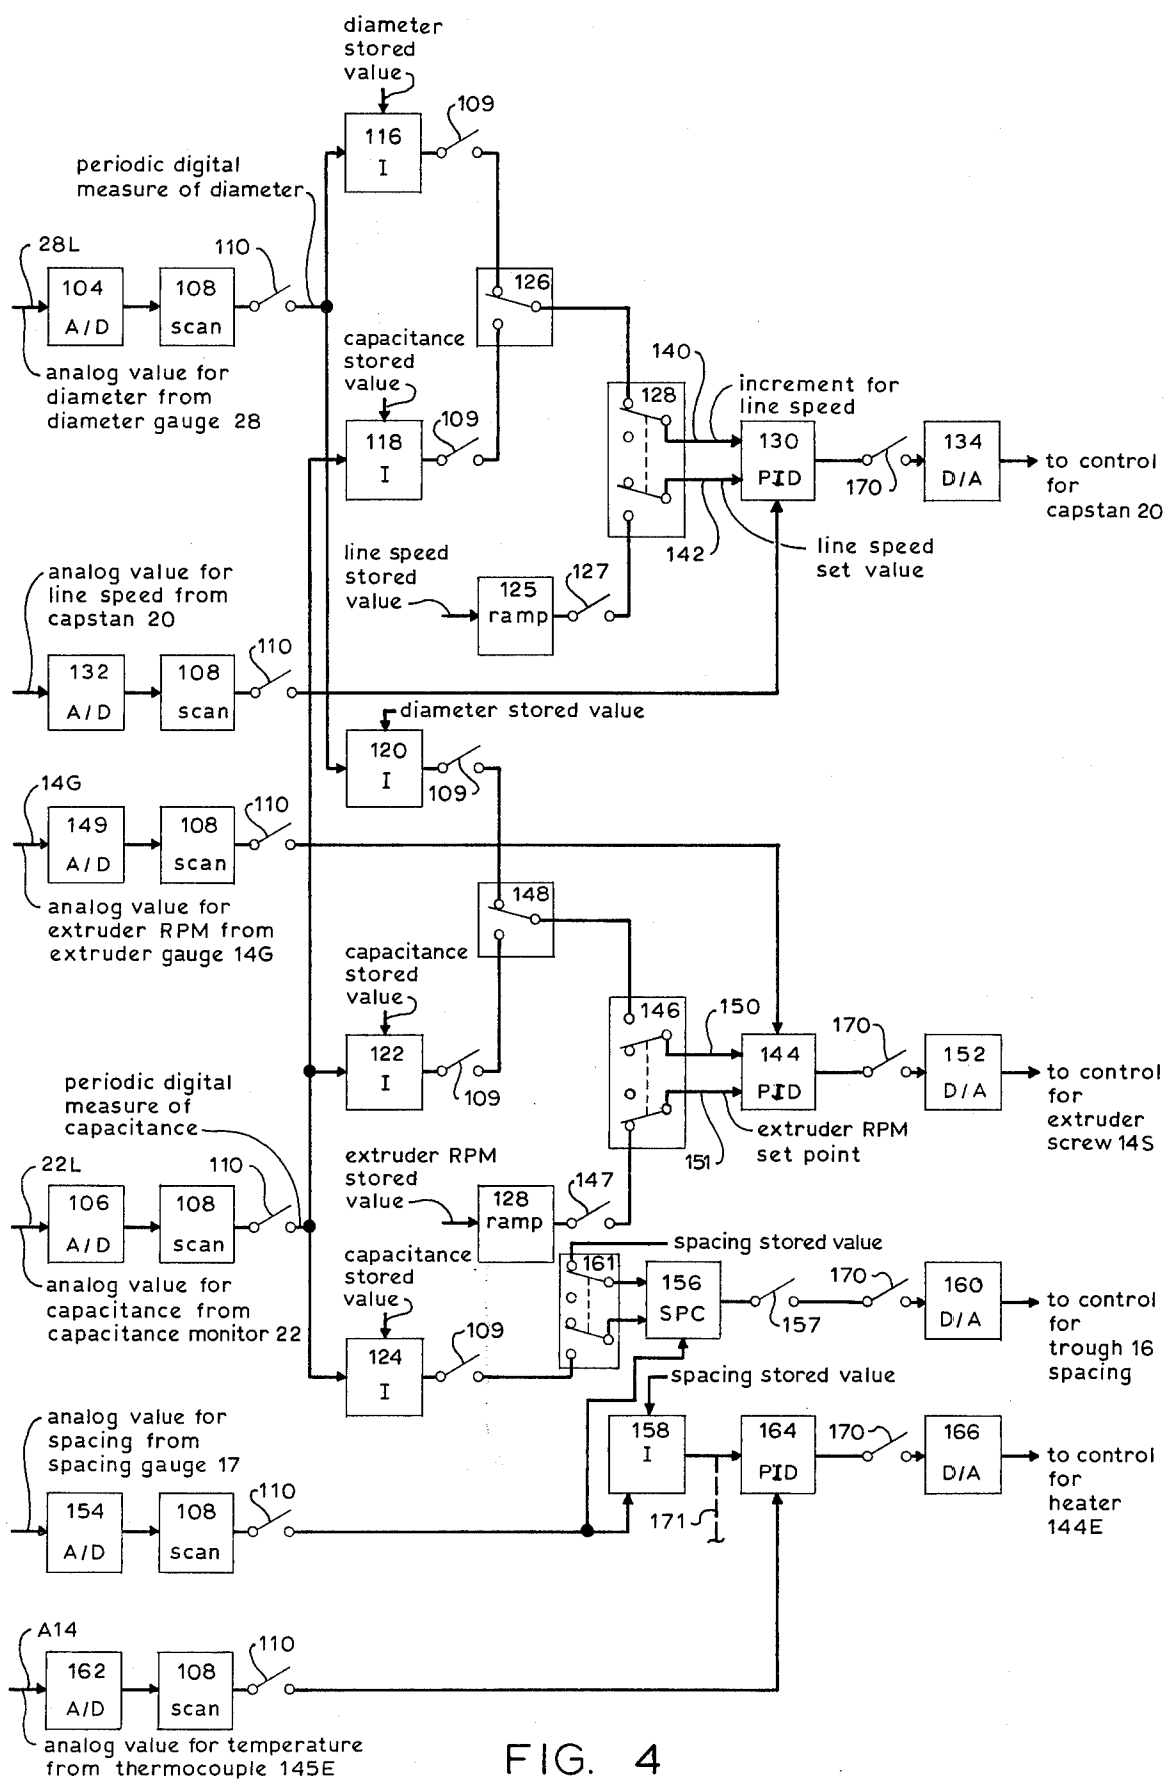 diameter
stored
value
109
116
I
periodic digital
measure of diameter
28L
110
104
A/D
108
scan
126
analog value for
diameter from
diameter gauge 28
capacitance
stored
value
109
118
I
140
increment for
line speed
128
130
PID
134
D/A
170
to control
for
capstan 20
142
line speed
set value
line speed
stored
value
127
125
ramp
analog value for
line speed from
capstan 20
132
A/D
108
scan
110
diameter stored value
120
I
109
14G
110
149
A/D
108
scan
analog value for
extruder RPM from
extruder gauge 14G
148
capacitance
stored
value
122
I
109
146
150
144
PID
170
152
D/A
to control
for
extruder
screw 14S
151
extruder RPM
set point
periodic digital
measure of
capacitance
22L
110
106
A/D
108
scan
analog value for
capacitance from
capacitance monitor 22
extruder RPM
stored
value
147
128
ramp
spacing stored value
161
156
SPC
157
170
160
D/A
to control
for
trough 16
spacing
capacitance
stored
value
109
124
I
spacing stored value
158
I
171
164
PID
170
166
D/A
to control
for
heater
144E
analog value for
spacing from
spacing gauge 17
110
154
A/D
108
scan
A14
110
162
A/D
108
scan
analog value for temperature
from thermocouple 145E
FIG. 4